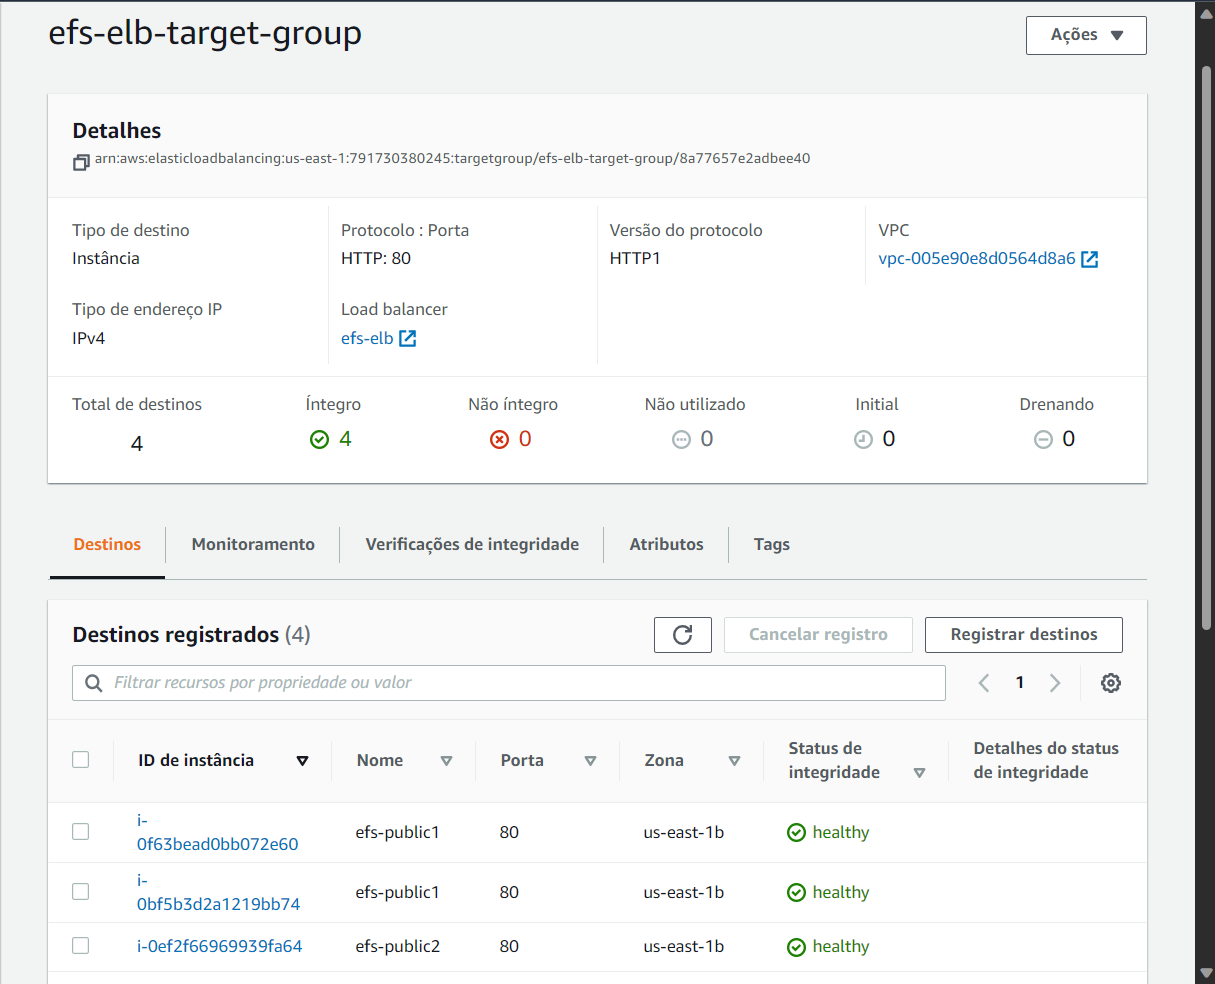 efs-elb-target-group
Ações
Detalhes
arn:aws:elasticloadbalancing:us-east-1:791730380245:targetgroup/efs-elb-target-group/8a77657e2adbee40
Tipo de destino
Instância
Protocolo : Porta
HTTP: 80
Versão do protocolo
HTTP1
VPC
vpc-005e90e8d0564d8a6
Tipo de endereço IP
IPv4
Load balancer
efs-elb
Total de destinos
4
Íntegro
4
Não íntegro
0
Não utilizado
0
Initial
0
Drenando
0
Destinos
Monitoramento
Verificações de integridade
Atributos
Tags
Destinos registrados (4)
Cancelar registro
Registrar destinos
Filtrar recursos por propriedade ou valor
1
ID de instância
Nome
Porta
Zona
Status de
integridade
Detalhes do status
de integridade
i-
0f63bead0bb072e60
efs-public1
80
us-east-1b
healthy
i-
0bf5b3d2a1219bb74
efs-public1
80
us-east-1b
healthy
i-0ef2f66969939fa64
efs-public2
80
us-east-1b
healthy